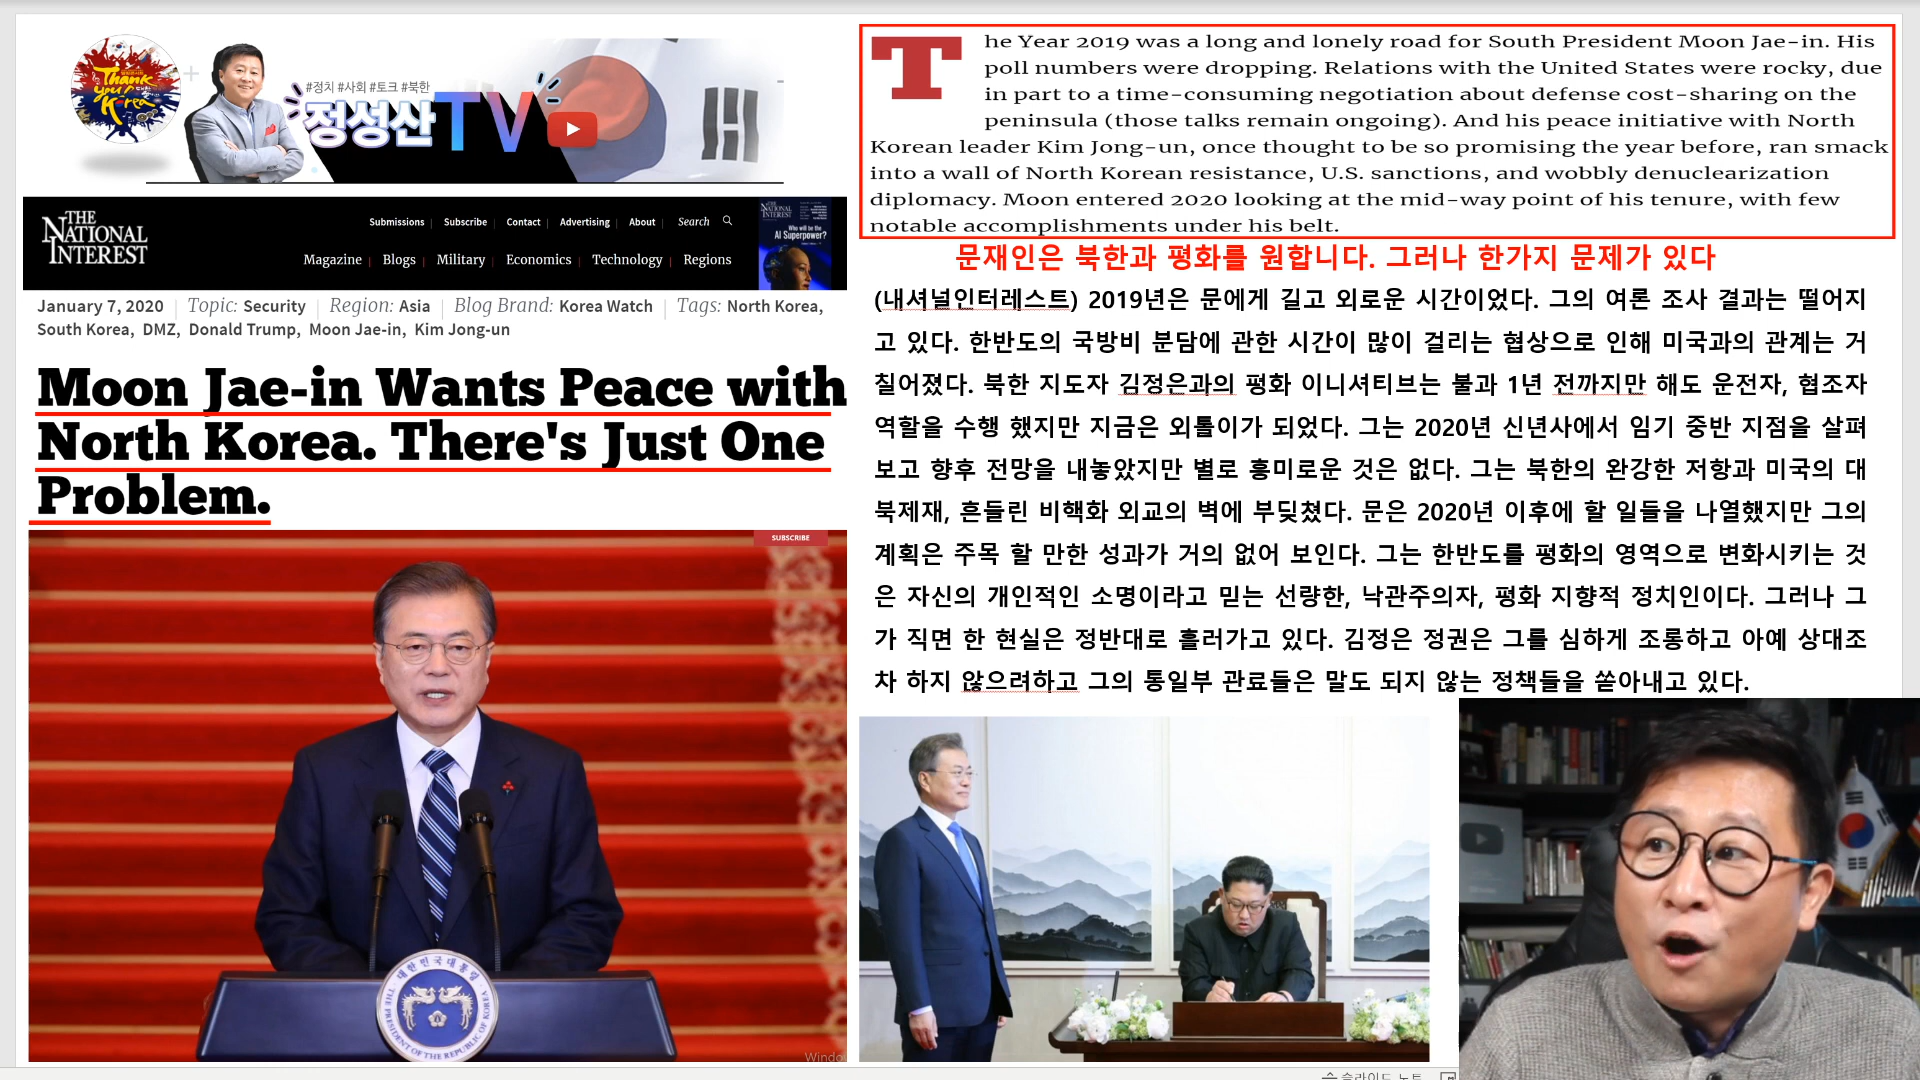 Thank
you
Korea
#정치 #사회 #토크 #북한
정성산TV
THE
NATIONAL
INTEREST
Submissions | Subscribe | Contact | Advertising | About | Search
Magazine | Blogs | Military | Economics | Technology | Regions
Who will be the
AI Superpower?
January 7, 2020 | Topic: Security | Region: Asia | Blog Brand: Korea Watch | Tags: North Korea,
South Korea, DMZ, Donald Trump, Moon Jae-in, Kim Jong-un
Moon Jae-in Wants Peace with
North Korea. There's Just One
Problem.
SUBSCRIBE
대한민국대통령
THE PRESIDENT OF THE REPUBLIC OF KOREA
Windo
The Year 2019 was a long and lonely road for South President Moon Jae-in. His
poll numbers were dropping. Relations with the United States were rocky, due
in part to a time-consuming negotiation about defense cost-sharing on the
peninsula (those talks remain ongoing). And his peace initiative with North
Korean leader Kim Jong-un, once thought to be so promising the year before, ran smack
into a wall of North Korean resistance, U.S. sanctions, and wobbly denuclearization
diplomacy. Moon entered 2020 looking at the mid-way point of his tenure, with few
notable accomplishments under his belt.
문재인은 북한과 평화를 원합니다. 그러나 한가지 문제가 있다
(내셔널인터레스트) 2019년은 문에게 길고 외로운 시간이었다. 그의 여론 조사 결과는 떨어지
고 있다. 한반도의 국방비 분담에 관한 시간이 많이 걸리는 협상으로 인해 미국과의 관계는 거
칠어졌다. 북한 지도자 김정은과의 평화 이니셔티브는 불과 1년 전까지만 해도 운전자, 협조자
역할을 수행 했지만 지금은 외톨이가 되었다. 그는 2020년 신년사에서 임기 중반 지점을 살펴
보고 향후 전망을 내놓았지만 별로 흥미로운 것은 없다. 그는 북한의 완강한 저항과 미국의 대
북제재, 흔들린 비핵화 외교의 벽에 부딪쳤다. 문은 2020년 이후에 할 일들을 나열했지만 그의
계획은 주목 할 만한 성과가 거의 없어 보인다. 그는 한반도를 평화의 영역으로 변화시키는 것
은 자신의 개인적인 소명이라고 믿는 선량한, 낙관주의자, 평화 지향적 정치인이다. 그러나 그
가 직면 한 현실은 정반대로 흘러가고 있다. 김정은 정권은 그를 심하게 조롱하고 아예 상대조
차 하지 않으려하고 그의 통일부 관료들은 말도 되지 않는 정책들을 쏟아내고 있다.
슬라이드 노트